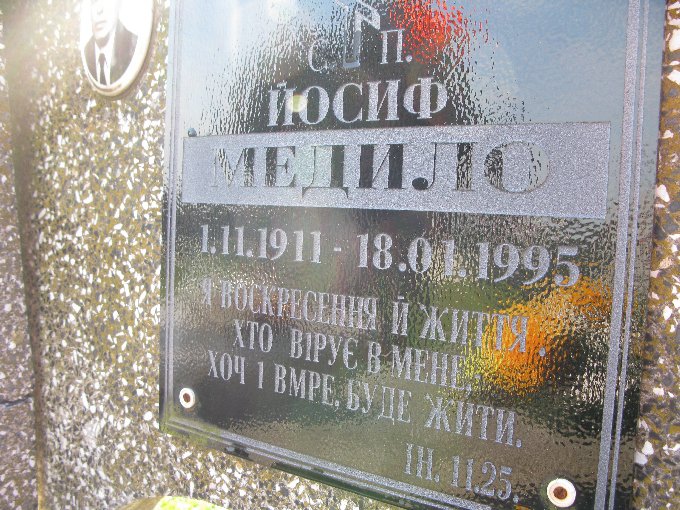 С П.
ЙОСИФ
МЕДИЛО
1.11.1911 - 18.01.1995
Я ВОСКРЕСЕННЯ Й ЖИТТЯ.
ХТО ВІРУЄ В МЕНЕ,
ХОЧ І ВМРЕ, БУДЕ ЖИТИ.
ІН. 11.25.